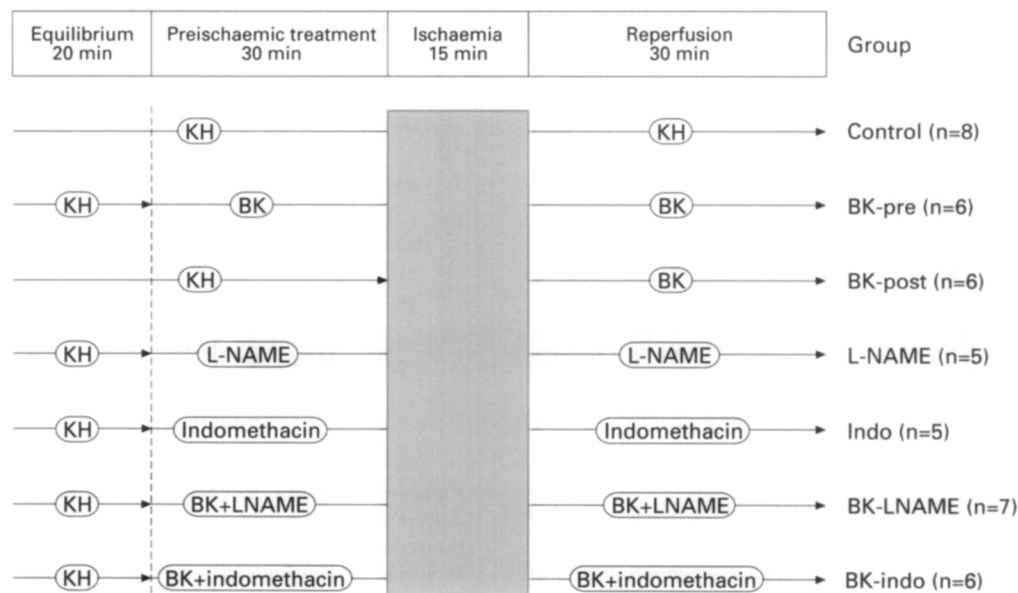 Equilibrium Preischaemic treatment Ischaemia Reperfusion Group
20 min 30 min 15 min 30 min
KH KH Control (n=8)
KH BK BK BK-pre (n=6)
KH BK BK-post (n=6)
KH L-NAME L-NAME L-NAME (n=5)
KH Indomethacin Indomethacin Indo (n=5)
KH BK+LNAME BK+LNAME BK-LNAME (n=7)
KH BK+indomethacin BK+indomethacin BK-indo (n=6)